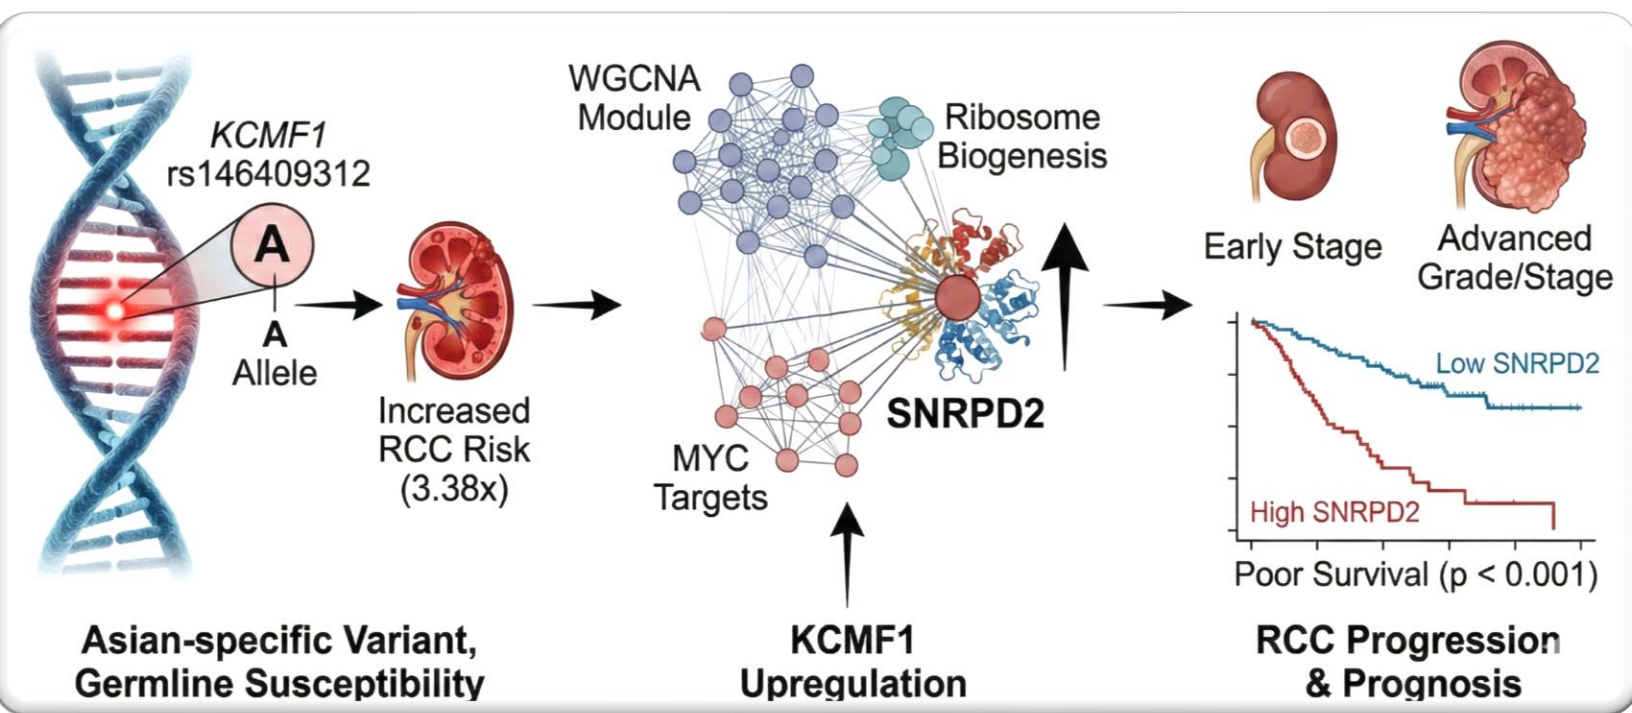 KCMF1
rs146409312
A
A
Allele
Increased
RCC Risk
(3.38x)
Asian-specific Variant,
Germline Susceptibility
WGCNA
Module
Ribosome
Biogenesis
SNRPD2
MYC
Targets
KCMF1
Upregulation
Early Stage
Advanced
Grade/Stage
Low SNRPD2
High SNRPD2
Poor Survival (p < 0.001)
RCC Progression
& Prognosis